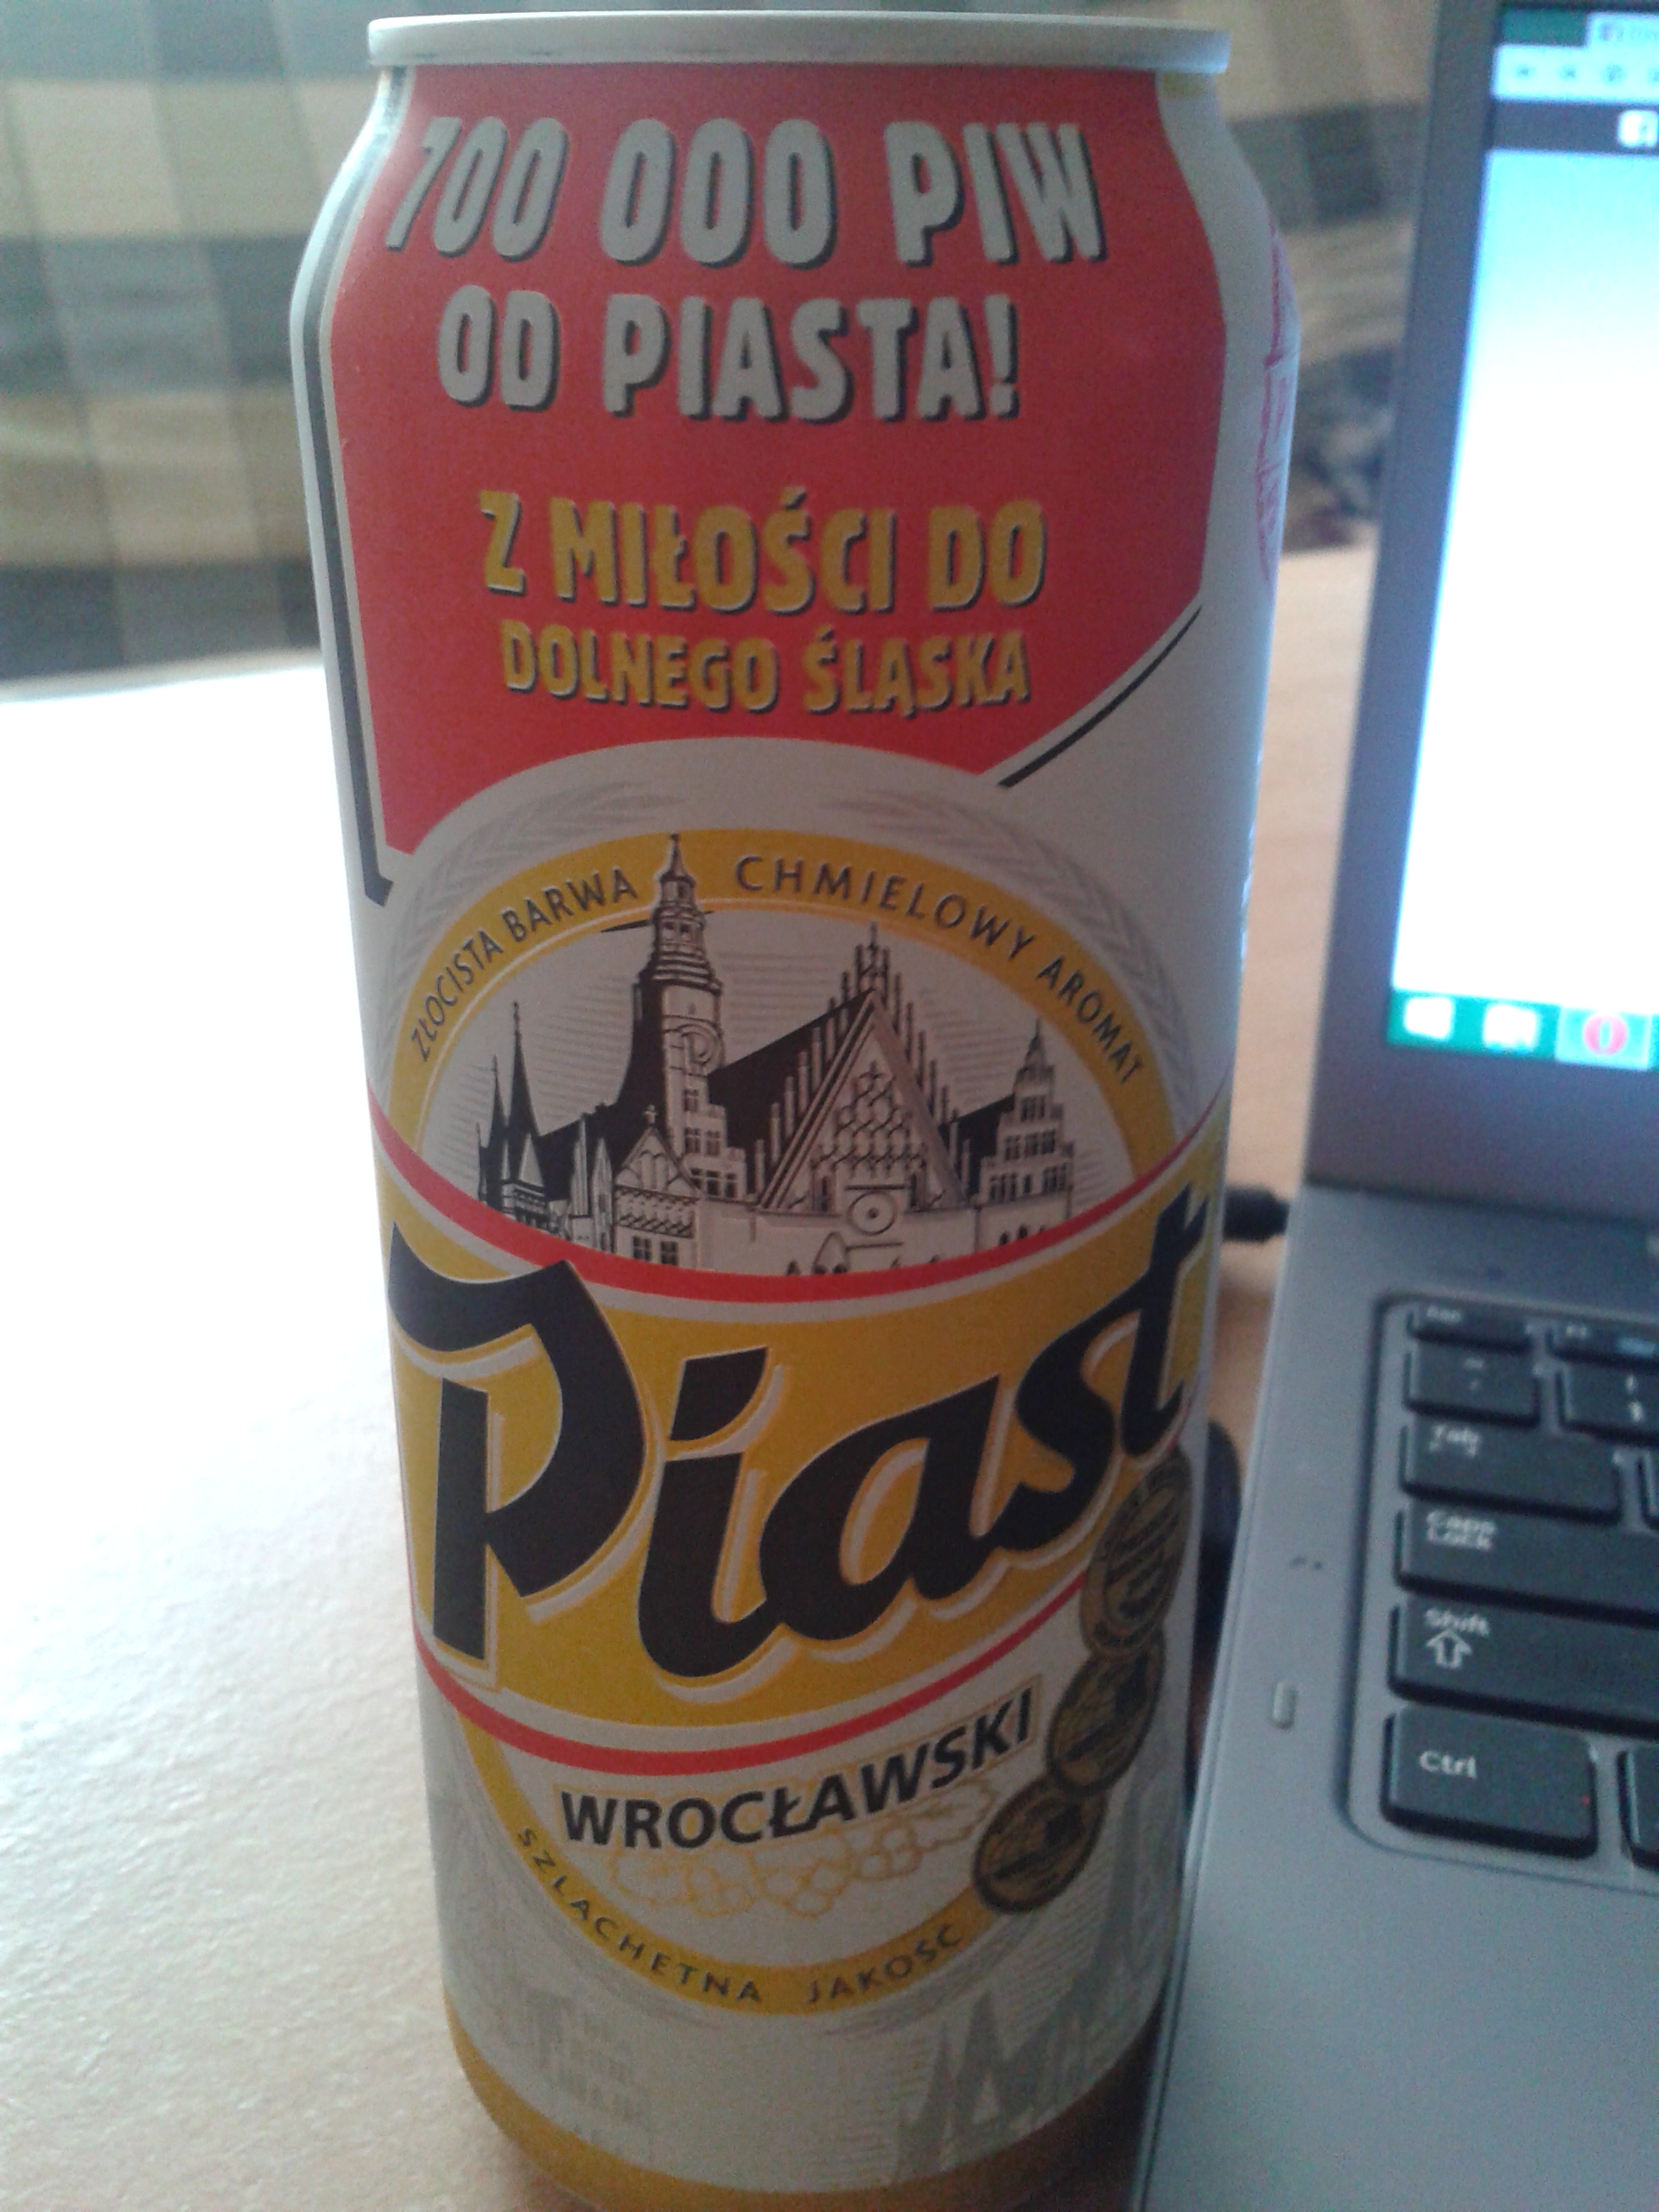 700 000 PIW
OD PIASTA!
Z MIŁOŚCI DO
DOLNEGO ŚLĄSKA
ZŁOCISTA BARWA CHMIELOWY AROMAT
Piast
WROCŁAWSKI
SZLACHETNA JAKOŚĆ
Esc
Tab
Caps
Lock
Shift
Ctrl